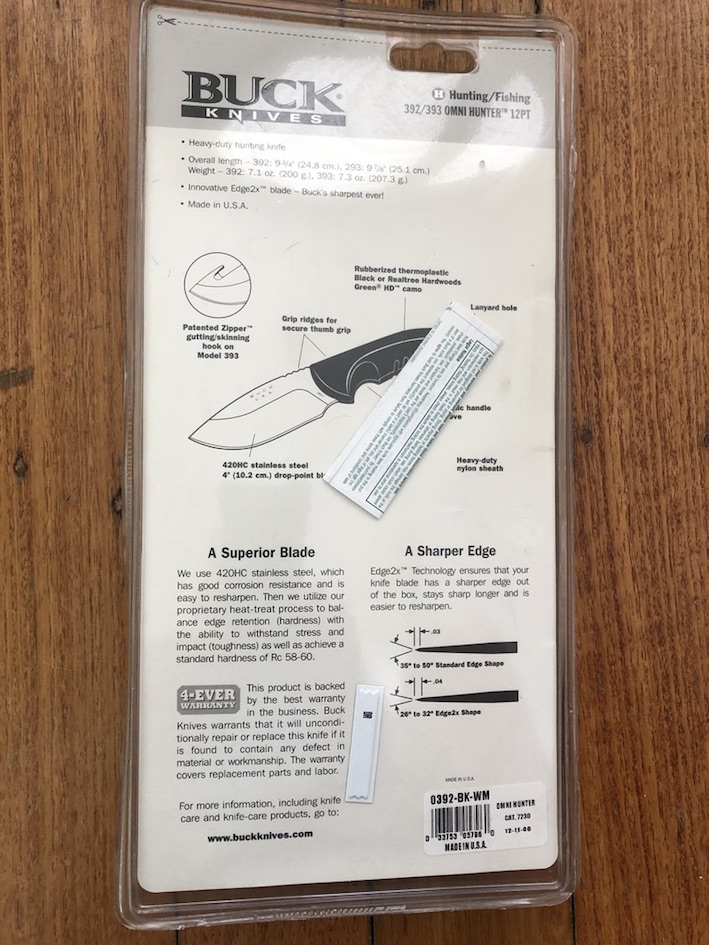 BUCK®
KNIVES
H Hunting/Fishing
392/393 OMNI HUNTER™ 12PT
• Heavy-duty hunting knife
• Overall length – 392: 9 3/4" (24.8 cm.), 293: 9 7/8" (25.1 cm.)
Weight – 392: 7.1 oz. (200 g.), 393: 7.3 oz. (207.3 g.)
• Innovative Edge2x™ blade – Buck's sharpest ever!
• Made in U.S.A.
Rubberized thermoplastic
Black or Realtree Hardwoods
Green® HD™ camo
Lanyard hole
Patented Zipper™
gutting/skinning
hook on
Model 393
Grip ridges for
secure thumb grip
BUCK
handle
Heavy-duty
nylon sheath
420HC stainless steel
4" (10.2 cm.) drop-point
A Superior Blade
We use 420HC stainless steel, which
has good corrosion resistance and is
easy to resharpen. Then we utilize our
proprietary heat-treat process to bal-
ance edge retention (hardness) with
the ability to withstand stress and
impact (toughness) as well as achieve a
standard hardness of Rc 58-60.
A Sharper Edge
Edge2x™ Technology ensures that your
knife blade has a sharper edge out
of the box, stays sharp longer and is
easier to resharpen.
.03
35° to 50° Standard Edge Shape
.04
26° to 32° Edge2x Shape
4-EVER
WARRANTY
This product is backed
by the best warranty
in the business. Buck
Knives warrants that it will uncondi-
tionally repair or replace this knife if it
is found to contain any defect in
material or workmanship. The warranty
covers replacement parts and labor.
For more information, including knife
care and knife-care products, go to:
www.buckknives.com
MADE IN U.S.A.
0392-BK-WM
OMNI HUNTER
CAT. 7230
12-11-00
0 33753 05796 0
MADE IN U.S.A.